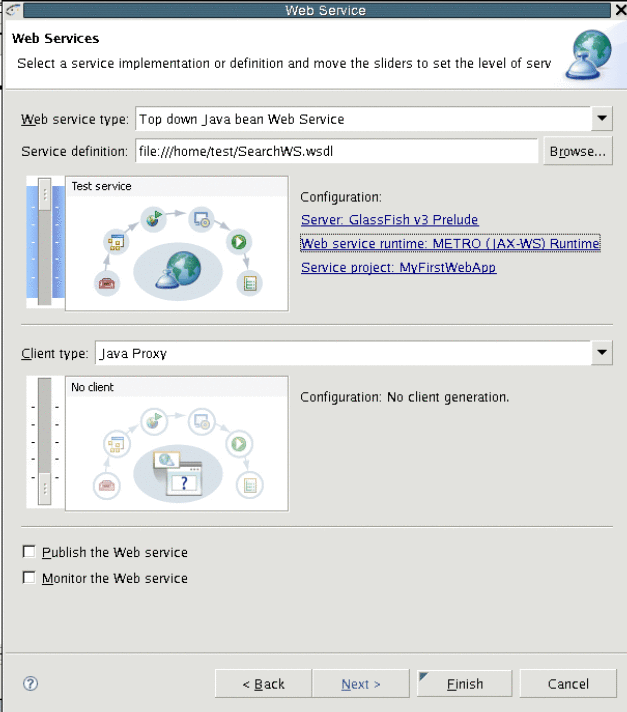 Web Service
Web Services
Select a service implementation or definition and move the sliders to set the level of serv
Web service type: Top down Java bean Web Service
Service definition: file:///home/test/SearchWS.wsdl Browse...
Test service
Configuration:
Server: GlassFish v3 Prelude
Web service runtime: METRO (JAX-WS) Runtime
Service project: MyFirstWebApp
Client type: Java Proxy
No client
Configuration: No client generation.
?
Publish the Web service
Monitor the Web service
? < Back Next > Finish Cancel